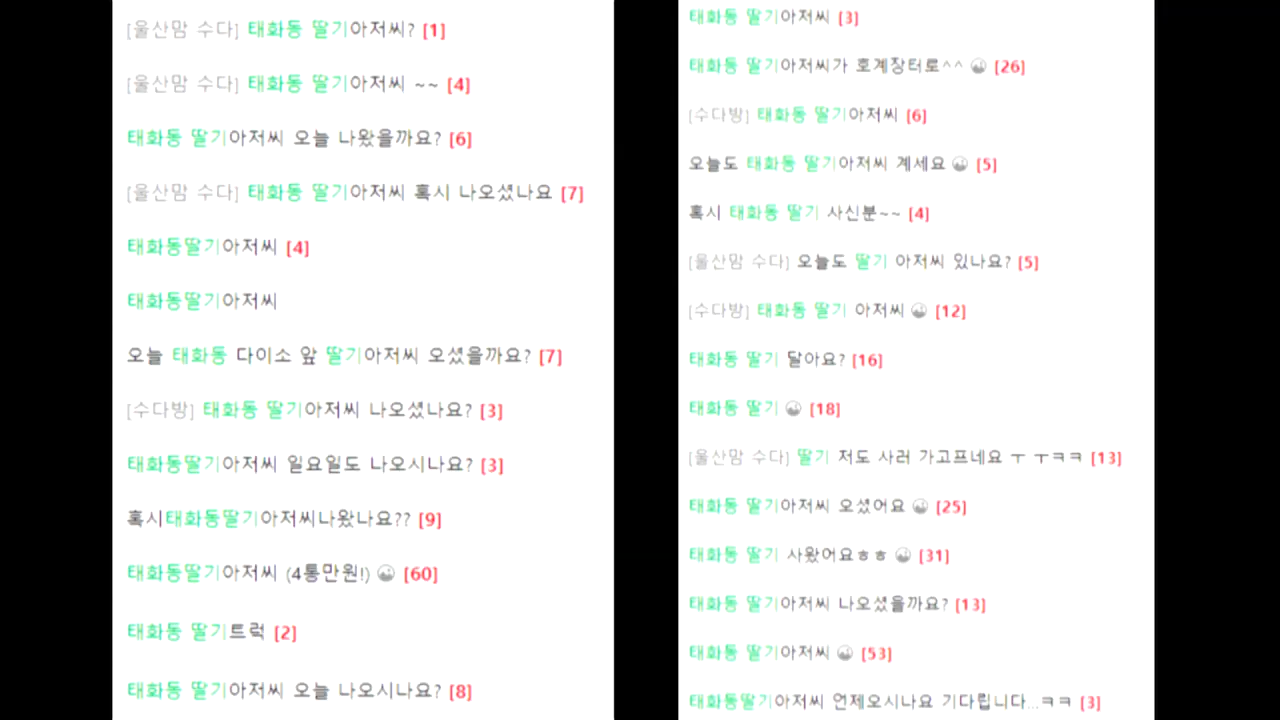 [울산맘 수다] 태화동 딸기아저씨? [1]
[울산맘 수다] 태화동 딸기아저씨 ~~ [4]
태화동 딸기아저씨 오늘 나왔을까요? [6]
[울산맘 수다] 태화동 딸기아저씨 혹시 나오셨나요 [7]
태화동딸기아저씨 [4]
태화동딸기아저씨
오늘 태화동 다이소 앞 딸기아저씨 오셨을까요? [7]
[수다방] 태화동 딸기아저씨 나오셨나요? [3]
태화동딸기아저씨 일요일도 나오시나요? [3]
혹시태화동딸기아저씨나왔나요?? [9]
태화동딸기아저씨 (4통만원!) [60]
태화동 딸기트럭 [2]
태화동 딸기아저씨 오늘 나오시나요? [8]
태화동 딸기아저씨 [3]
태화동 딸기아저씨가 호계장터로^^ [26]
[수다방] 태화동 딸기아저씨 [6]
오늘도 태화동 딸기아저씨 계세요 [5]
혹시 태화동 딸기 사신분~~ [4]
[울산맘 수다] 오늘도 딸기 아저씨 있나요? [5]
[수다방] 태화동 딸기 아저씨 [12]
태화동 딸기 달아요? [16]
태화동 딸기 [18]
[울산맘 수다] 딸기 저도 사러 가고프네요 ㅜ ㅜㅋㅋ [13]
태화동 딸기아저씨 오셨어요 [25]
태화동 딸기 사왔어요ㅎㅎ [31]
태화동 딸기아저씨 나오셨을까요? [13]
태화동 딸기아저씨 [53]
태화동딸기아저씨 언제오시나요 기다립니다...ㅋㅋ [3]